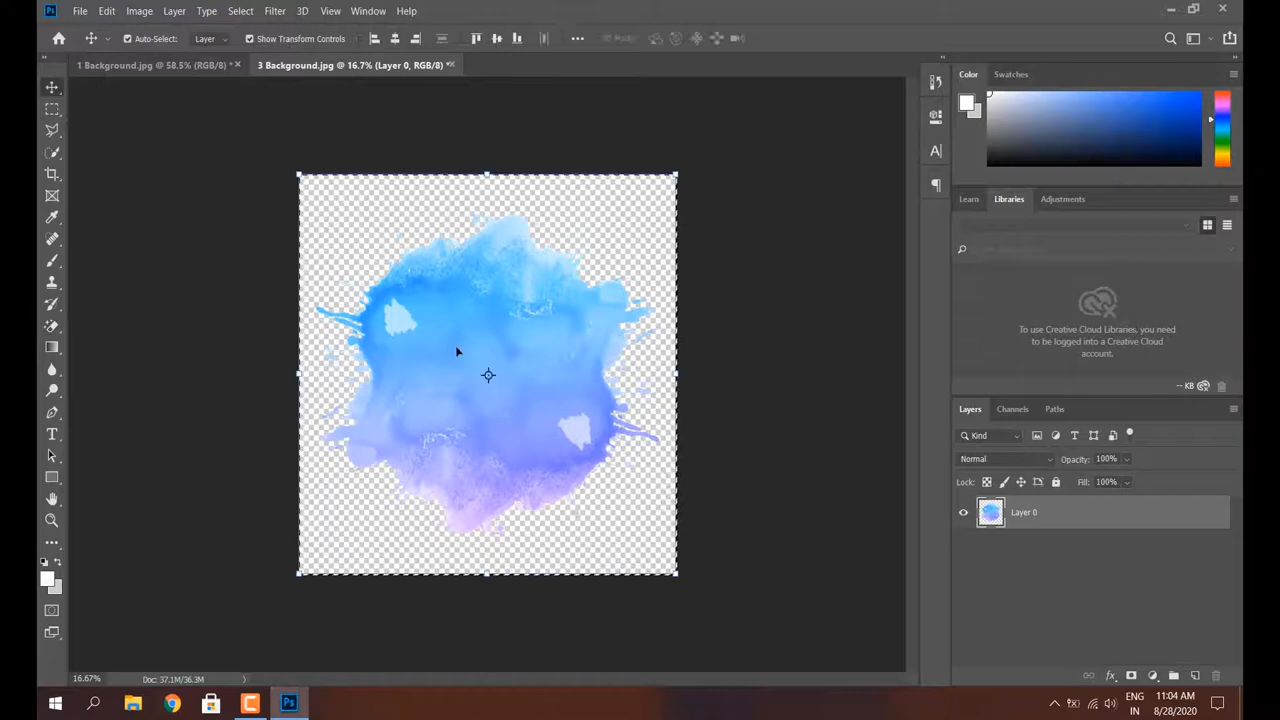 Ps File Edit Image Layer Type Select Filter 3D View Window Help
Auto-Select: Layer Show Transform Controls
1 Background.jpg @ 58.5% (RGB/8) * 3 Background.jpg @ 16.7% (Layer 0, RGB/8) *
Color Swatches
Learn Libraries Adjustments
To use Creative Cloud Libraries, you
need to be logged into a Creative Cloud
account.
-- KB
Layers Channels Paths
Kind
Normal Opacity: 100%
Lock: Fill: 100%
Layer 0
16.67% Doc: 37.1M/36.3M
Ps
ENG 11:04 AM
IN 8/28/2020